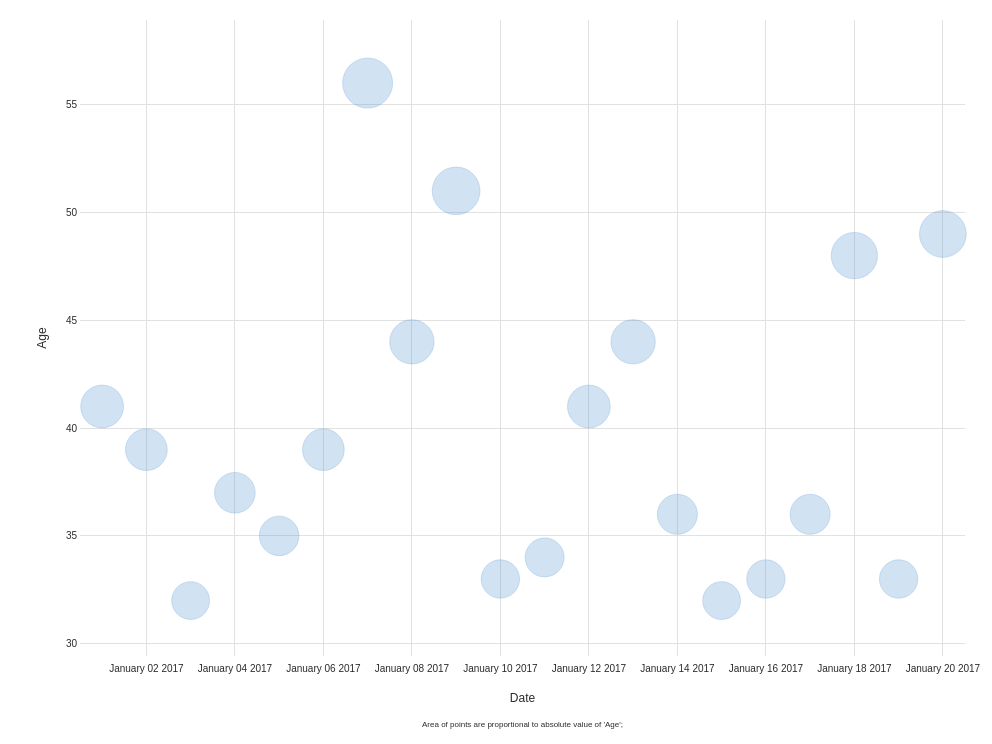 55
50
45
40
35
30
Age
January 02 2017 January 04 2017 January 06 2017 January 08 2017 January 10 2017 January 12 2017 January 14 2017 January 16 2017 January 18 2017 January 20 2017
Date
Area of points are proportional to absolute value of 'Age';